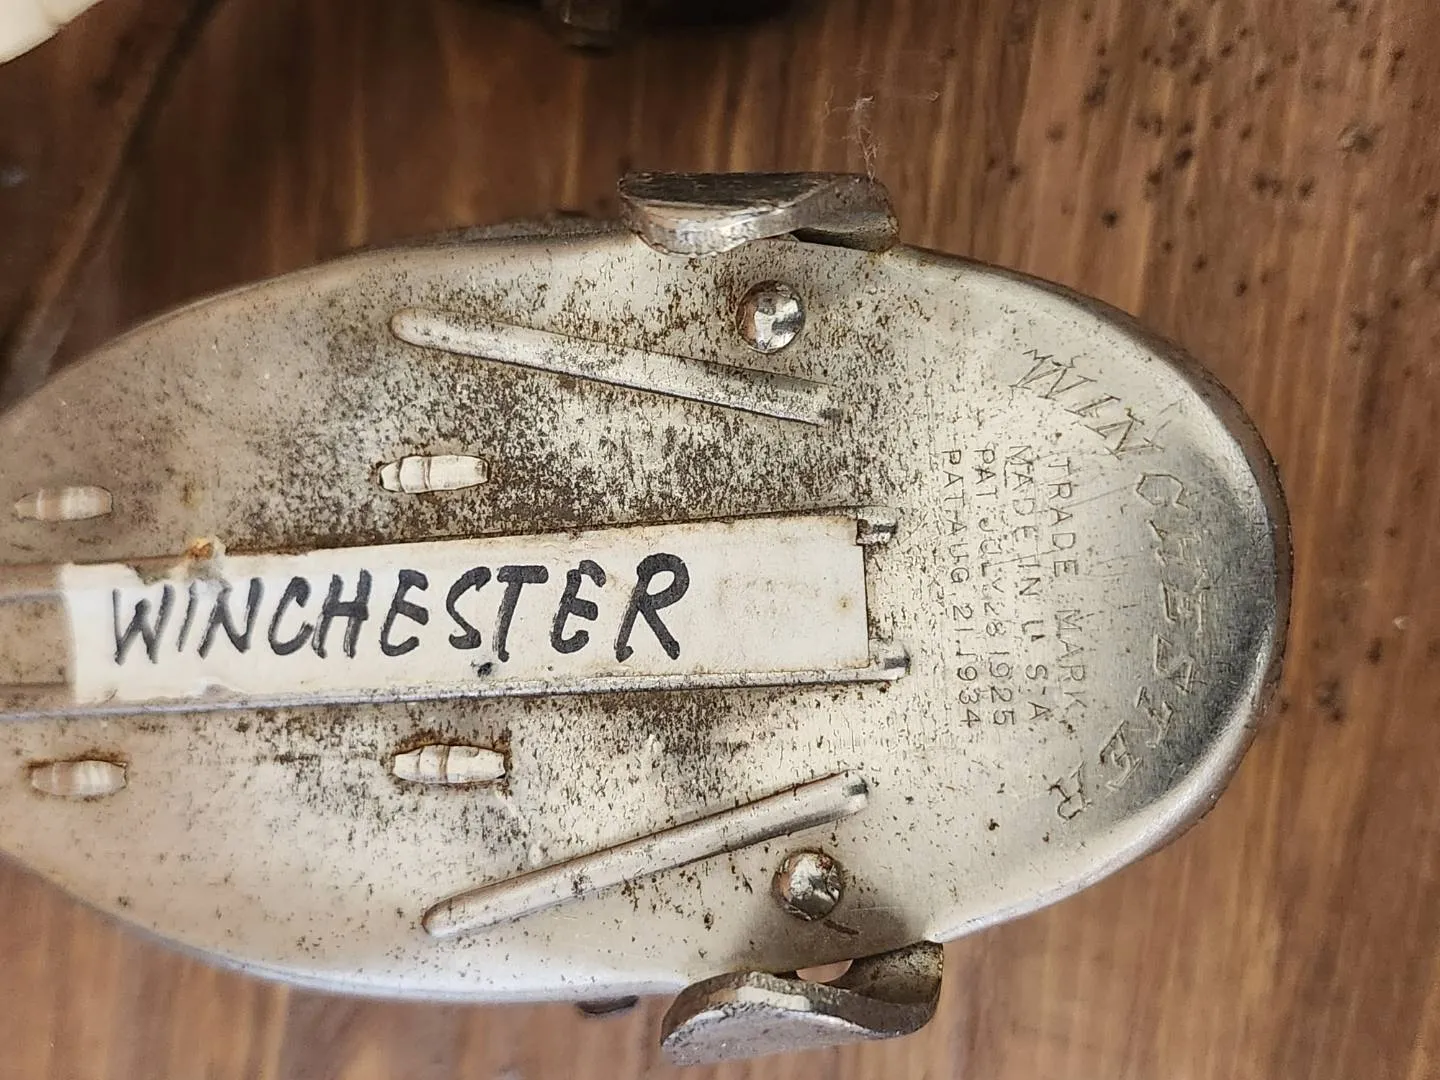 WINCHESTER
TRADE MARK
MADE IN U.S.A
PAT. JULY 28 1925
PAT. AUG. 21. 1934
WINCHESTER